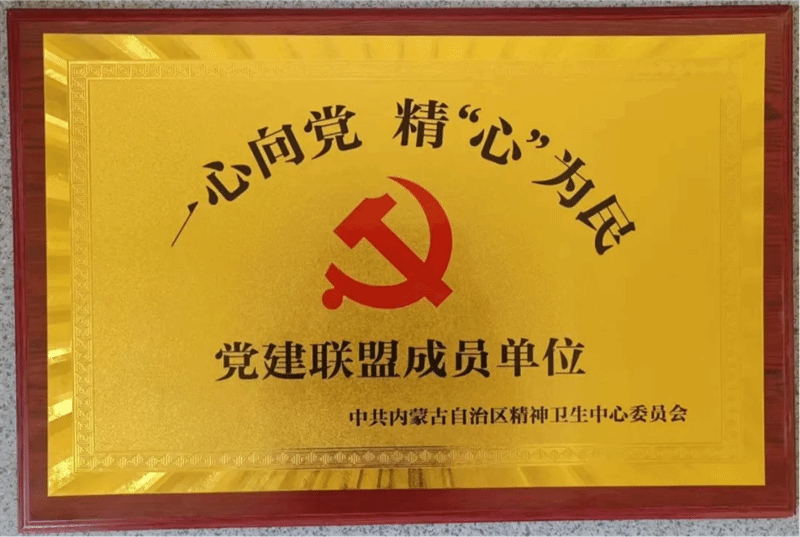 一心向党 精“心”为民
党建联盟成员单位
中共内蒙古自治区精神卫生中心委员会